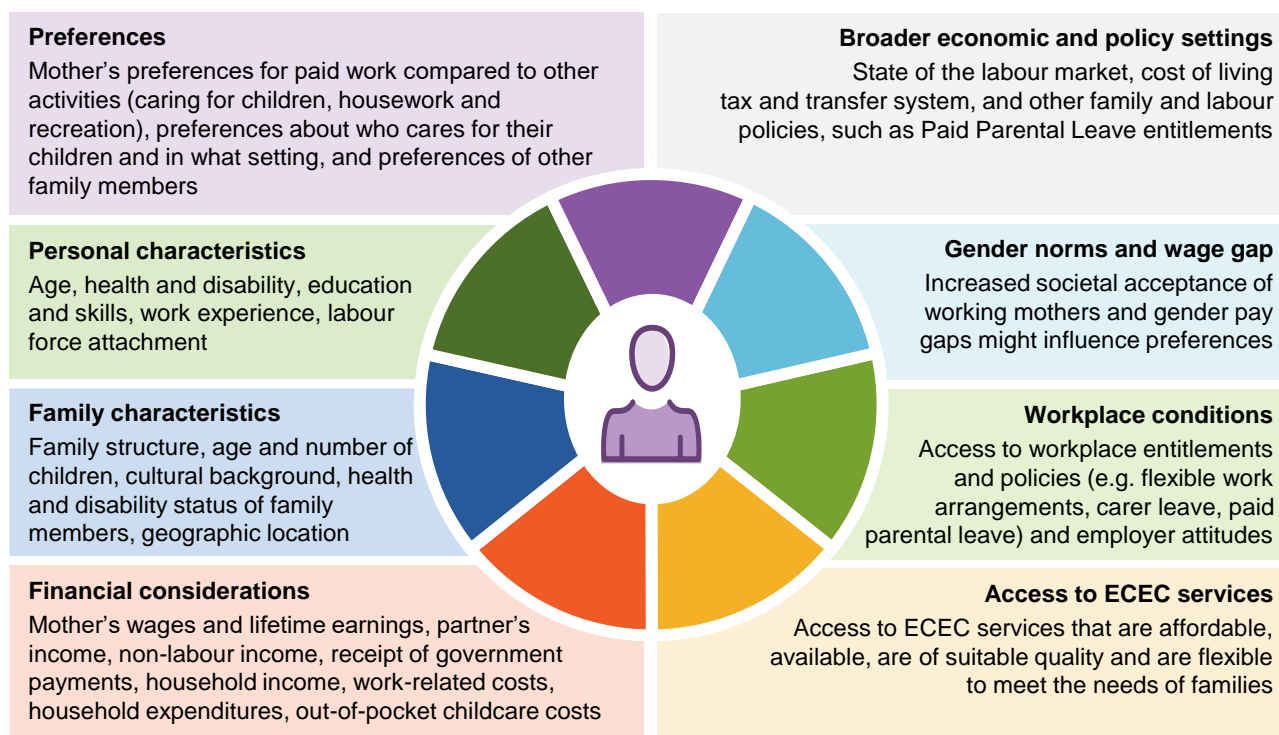 Preferences
Mother's preferences for paid work compared to other
activities (caring for children, housework and
recreation), preferences about who cares for their
children and in what setting, and preferences of other
family members
Broader economic and policy settings
State of the labour market, cost of living
tax and transfer system, and other family and labour
policies, such as Paid Parental Leave entitlements
Personal characteristics
Age, health and disability, education
and skills, work experience, labour
force attachment
Gender norms and wage gap
Increased societal acceptance of
working mothers and gender pay
gaps might influence preferences
Family characteristics
Family structure, age and number of
children, cultural background, health
and disability status of family
members, geographic location
Workplace conditions
Access to workplace entitlements
and policies (e.g. flexible work
arrangements, carer leave, paid
parental leave) and employer attitudes
Financial considerations
Mother's wages and lifetime earnings, partner's
income, non-labour income, receipt of government
payments, household income, work-related costs,
household expenditures, out-of-pocket childcare costs
Access to ECEC services
Access to ECEC services that are affordable,
available, are of suitable quality and are flexible
to meet the needs of families